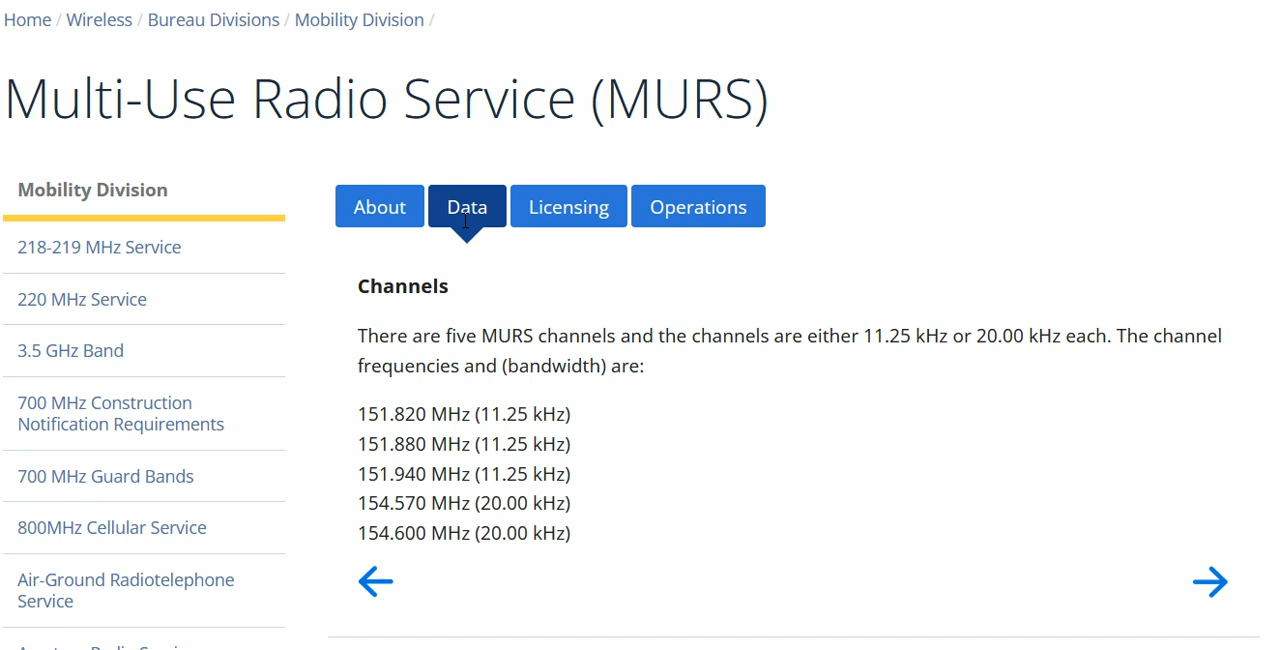 Home / Wireless / Bureau Divisions / Mobility Division /
Multi-Use Radio Service (MURS)
Mobility Division
218-219 MHz Service
220 MHz Service
3.5 GHz Band
700 MHz Construction
Notification Requirements
700 MHz Guard Bands
800MHz Cellular Service
Air-Ground Radiotelephone
Service
About
Data
Licensing
Operations
Channels
There are five MURS channels and the channels are either 11.25 kHz or 20.00 kHz each. The channel
frequencies and (bandwidth) are:
151.820 MHz (11.25 kHz)
151.880 MHz (11.25 kHz)
151.940 MHz (11.25 kHz)
154.570 MHz (20.00 kHz)
154.600 MHz (20.00 kHz)